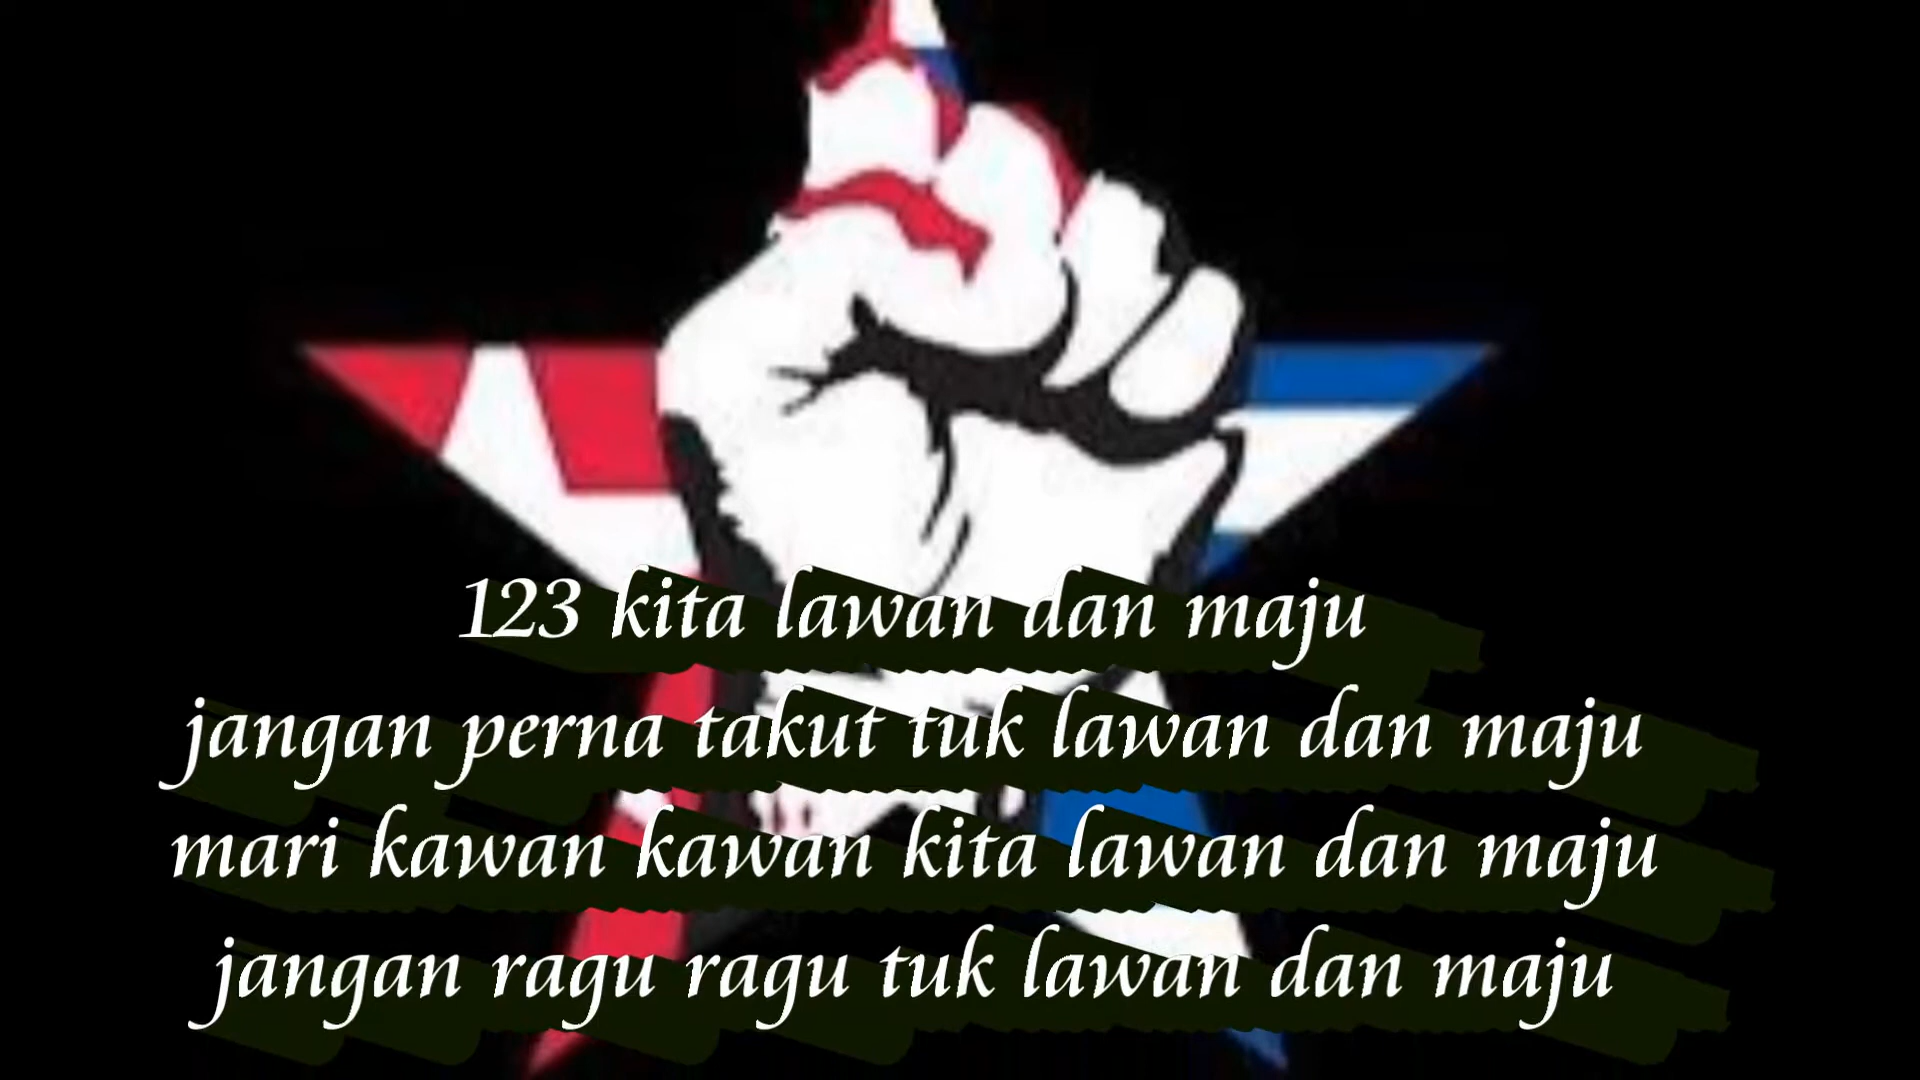 123 kita lawan dan maju
jangan perna takut tuk lawan dan maju
mari kawan kawan kita lawan dan maju
jangan ragu ragu tuk lawan dan maju